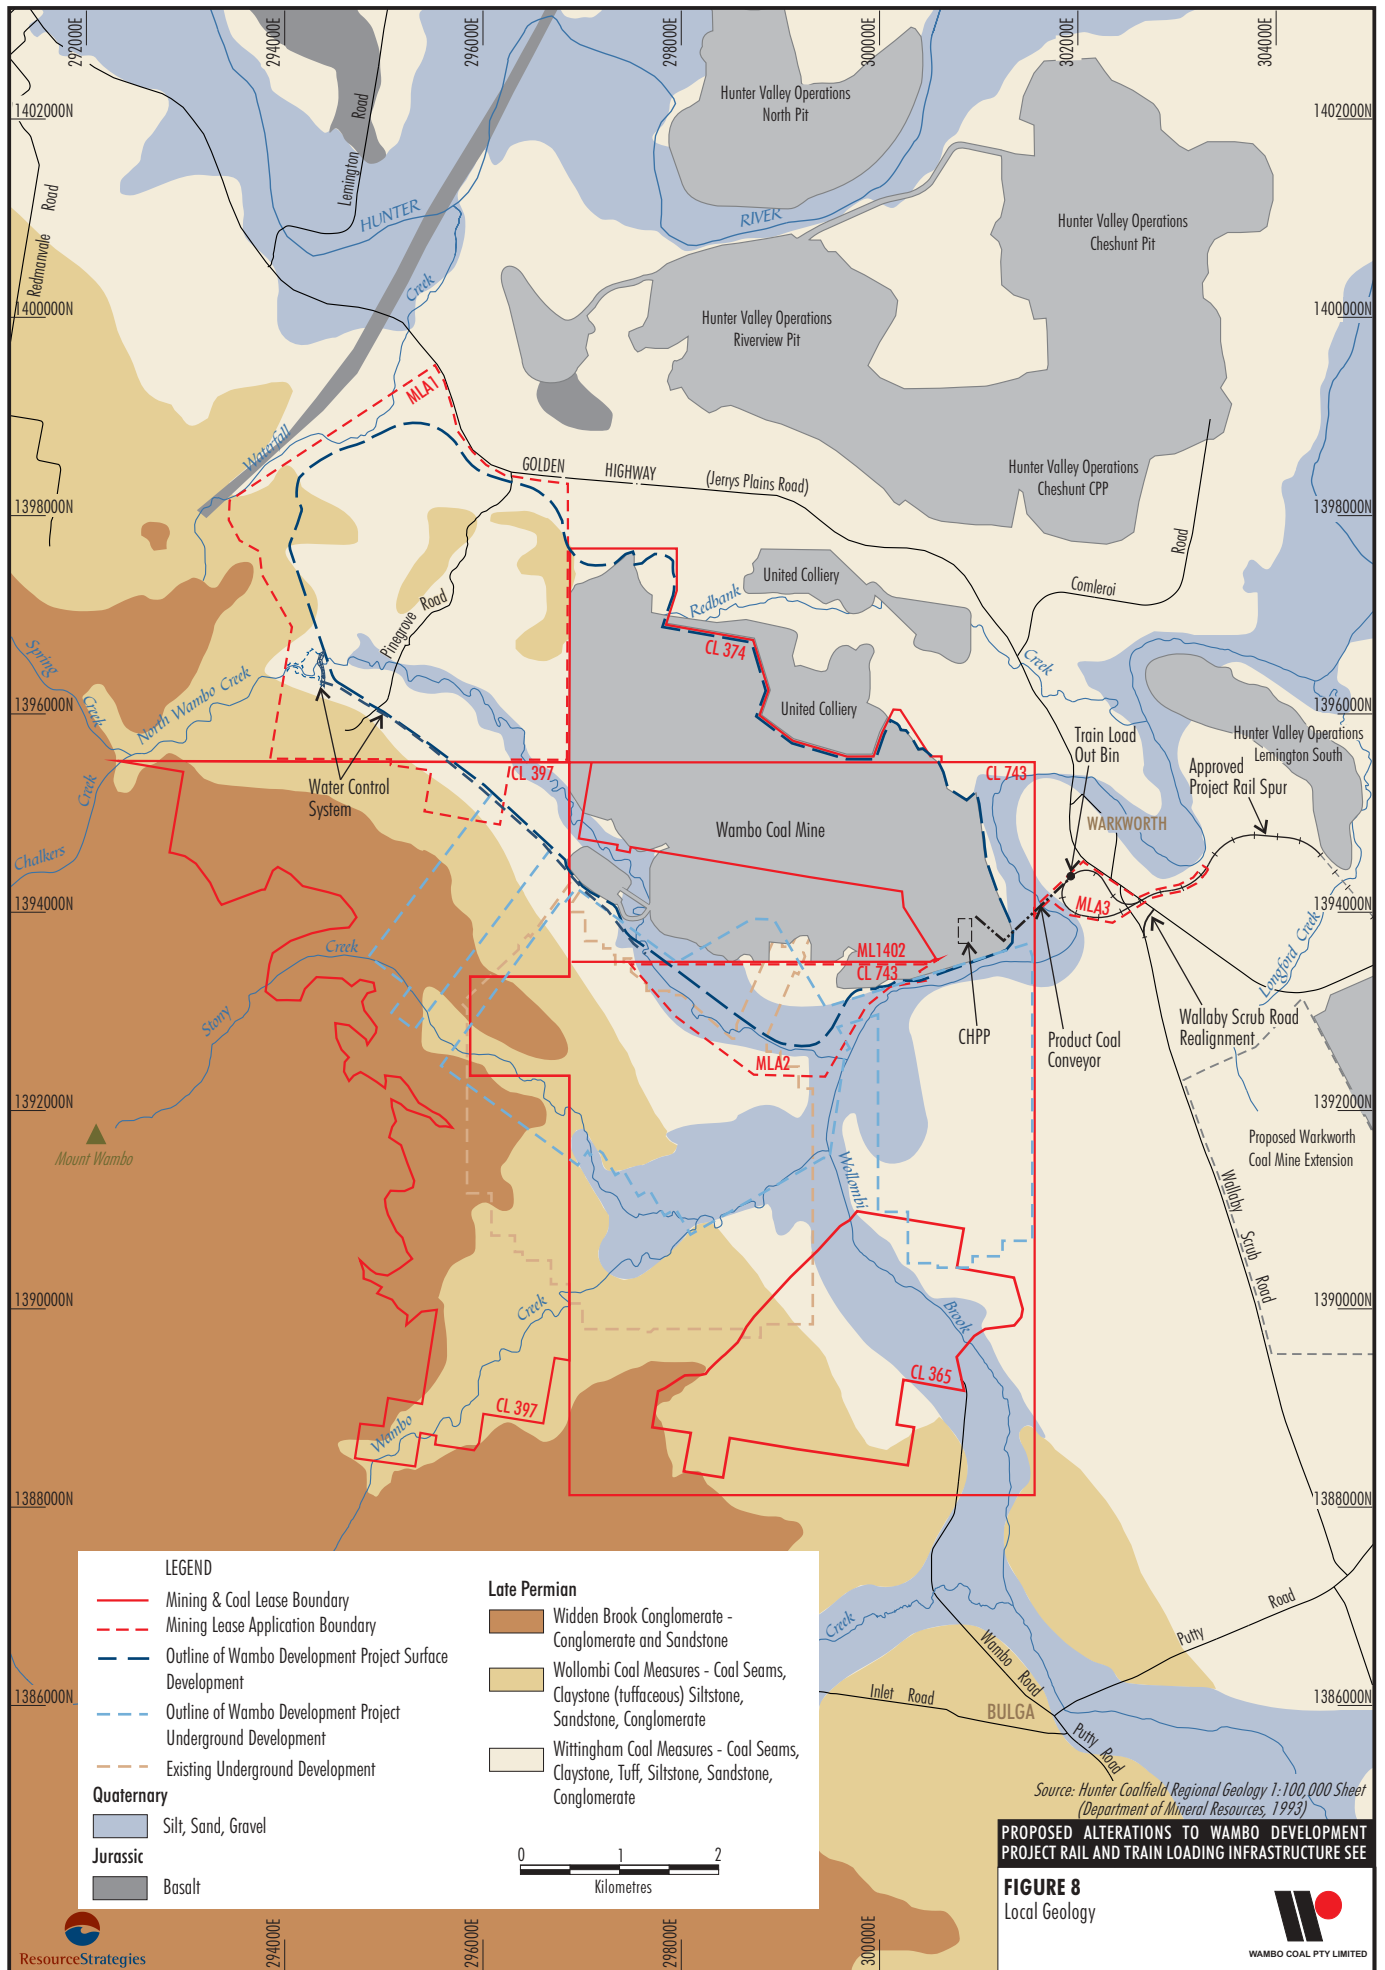 292000E
294000E
296000E
298000E
300000E
302000E
304000E
1402000N
1402000N
Hunter Valley Operations
North Pit
Lemington
Road
Redmanvale
Road
HUNTER
RIVER
Hunter Valley Operations
Cheshunt Pit
Creek
1400000N
1400000N
Hunter Valley Operations
Riverview Pit
MLA1
Waterfall
GOLDEN
HIGHWAY
(Jerrys Plains Road)
Hunter Valley Operations
Cheshunt CPP
1398000N
1398000N
Road
United Colliery
Comleroi
Redbank
Pinegrove
Road
CL 374
Spring
Creek
Creek
North Wambo Creek
1396000N
1396000N
United Colliery
Train Load
Out Bin
Hunter Valley Operations
Lemington South
Approved
Project Rail Spur
CL 397
CL 743
Water Control
System
Creek
Wambo Coal Mine
WARKWORTH
Chalkers
1394000N
1394000N
MLA3
Creek
ML1402
CL 743
Longford Creek
Stony
CHPP
Product Coal
Conveyor
Wallaby Scrub Road
Realignment
MLA2
1392000N
1392000N
Mount Wambo
Proposed Warkworth
Coal Mine Extension
Wollombi
Wallaby
Scrub
Road
1390000N
1390000N
Creek
Brook
CL 365
CL 397
Wambo
1388000N
1388000N
LEGEND
Mining & Coal Lease Boundary
Mining Lease Application Boundary
Outline of Wambo Development Project Surface
Development
Outline of Wambo Development Project
Underground Development
Existing Underground Development
Quaternary
Silt, Sand, Gravel
Jurassic
Basalt
Late Permian
Widden Brook Conglomerate -
Conglomerate and Sandstone
Wollombi Coal Measures - Coal Seams,
Claystone (tuffaceous) Siltstone,
Sandstone, Conglomerate
Wittingham Coal Measures - Coal Seams,
Claystone, Tuff, Siltstone, Sandstone,
Conglomerate
0 1 2
Kilometres
Creek
Wambo
Road
Putty
Road
1386000N
1386000N
Inlet Road
BULGA
Putty Road
Source: Hunter Coalfield Regional Geology 1:100,000 Sheet
(Department of Mineral Resources, 1993)
PROPOSED ALTERATIONS TO WAMBO DEVELOPMENT
PROJECT RAIL AND TRAIN LOADING INFRASTRUCTURE SEE
FIGURE 8
Local Geology
WAMBO COAL PTY LIMITED
ResourceStrategies
294000E
296000E
298000E
300000E